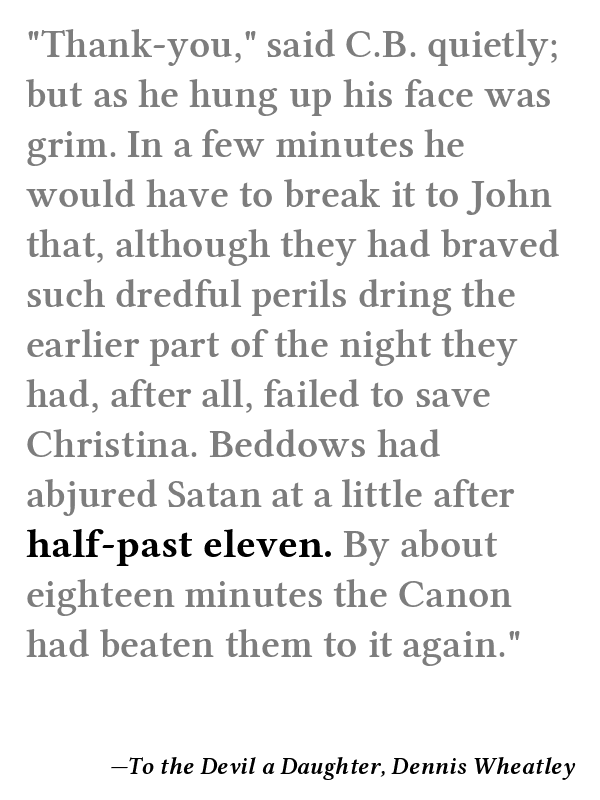 "Thank-you," said C.B. quietly;
but as he hung up his face was
grim. In a few minutes he
would have to break it to John
that, although they had braved
such dredful perils dring the
earlier part of the night they
had, after all, failed to save
Christina. Beddows had
abjured Satan at a little after
half-past eleven. By about
eighteen minutes the Canon
had beaten them to it again."
—To the Devil a Daughter, Dennis Wheatley